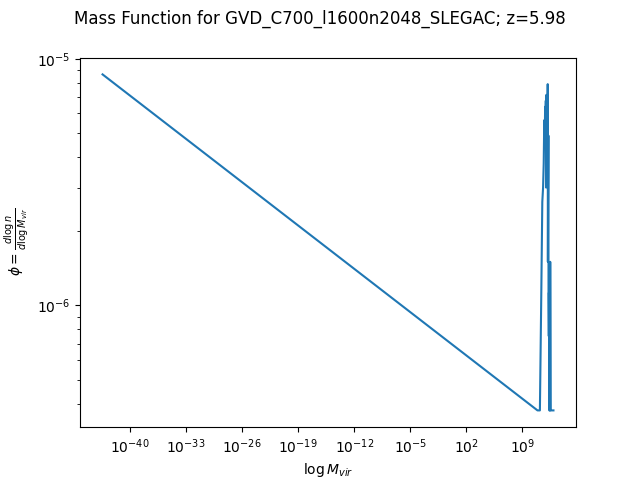 Mass Function for GVD_C700_l1600n2048_SLEGAC; z=5.98
10^{-5}
10^{-6}
ϕ = \frac{d\log n}{d\log M_{vir}}
10^{-40} 10^{-33} 10^{-26} 10^{-19} 10^{-12} 10^{-5} 10^{2} 10^{9}
log M_{vir}